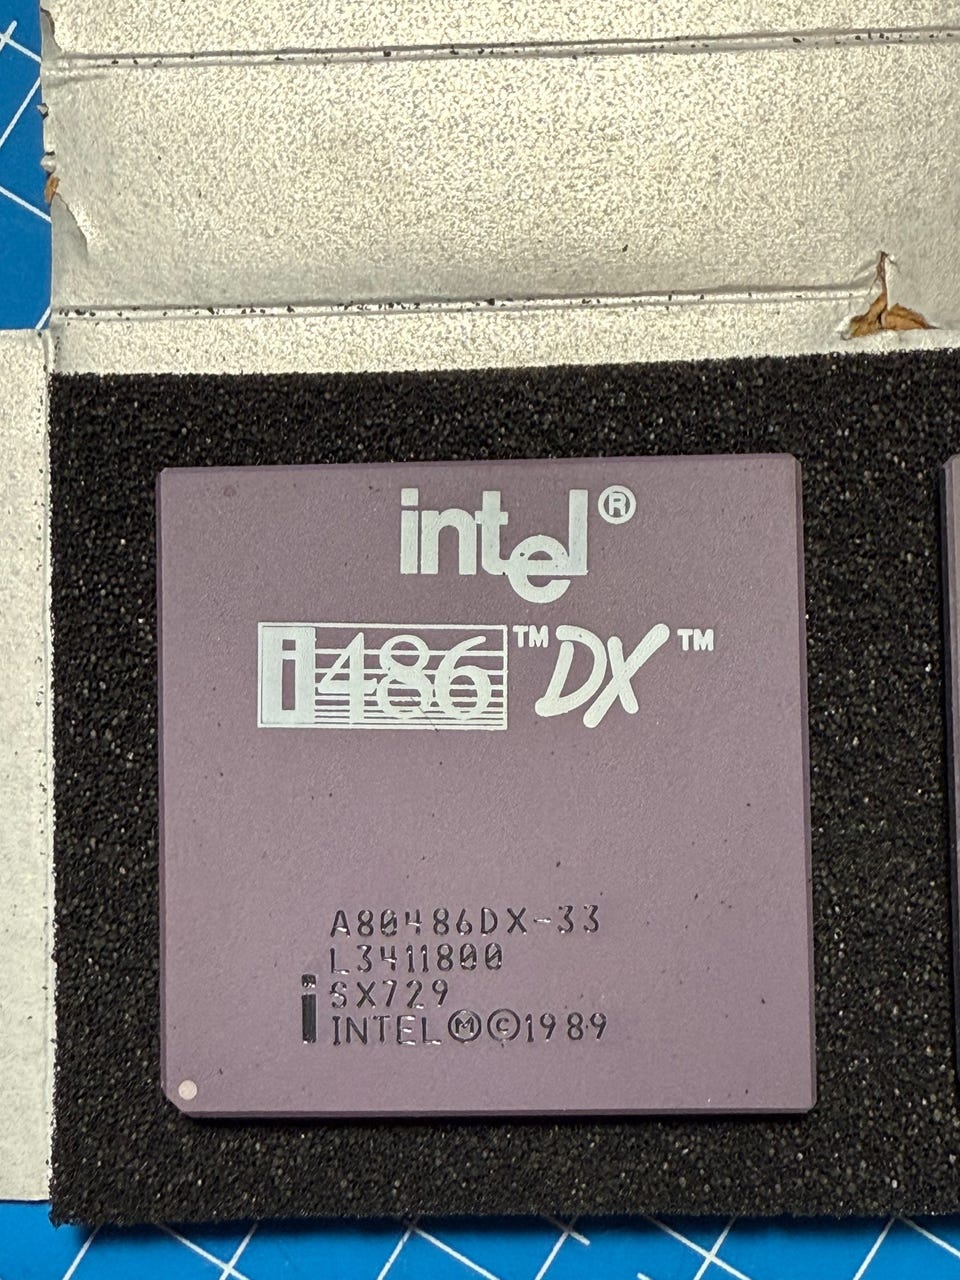 intel®
i486™ DX™
A80486DX-33
L3411800
SX729
i INTEL Ⓜ©1989